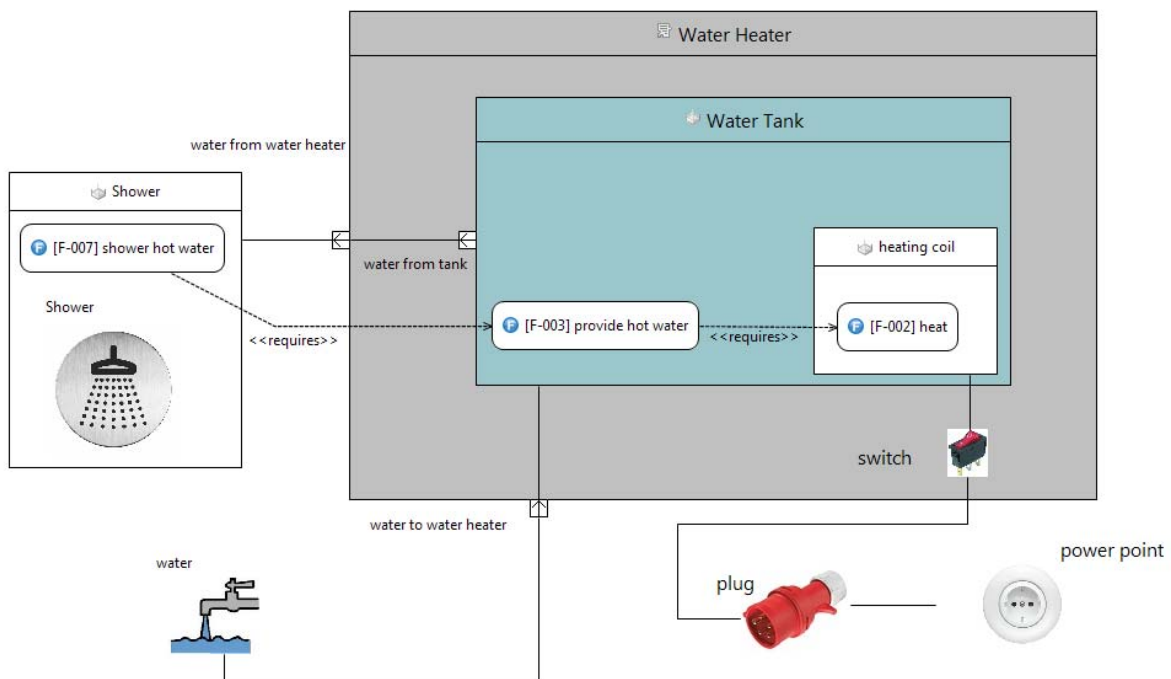 Water Heater
Water Tank
water from water heater
Shower
[F-007] shower hot water
water from tank
heating coil
Shower
<<requires>>
F [F-003] provide hot water
<<requires>>
F [F-002] heat
switch
water to water heater
power point
water
plug